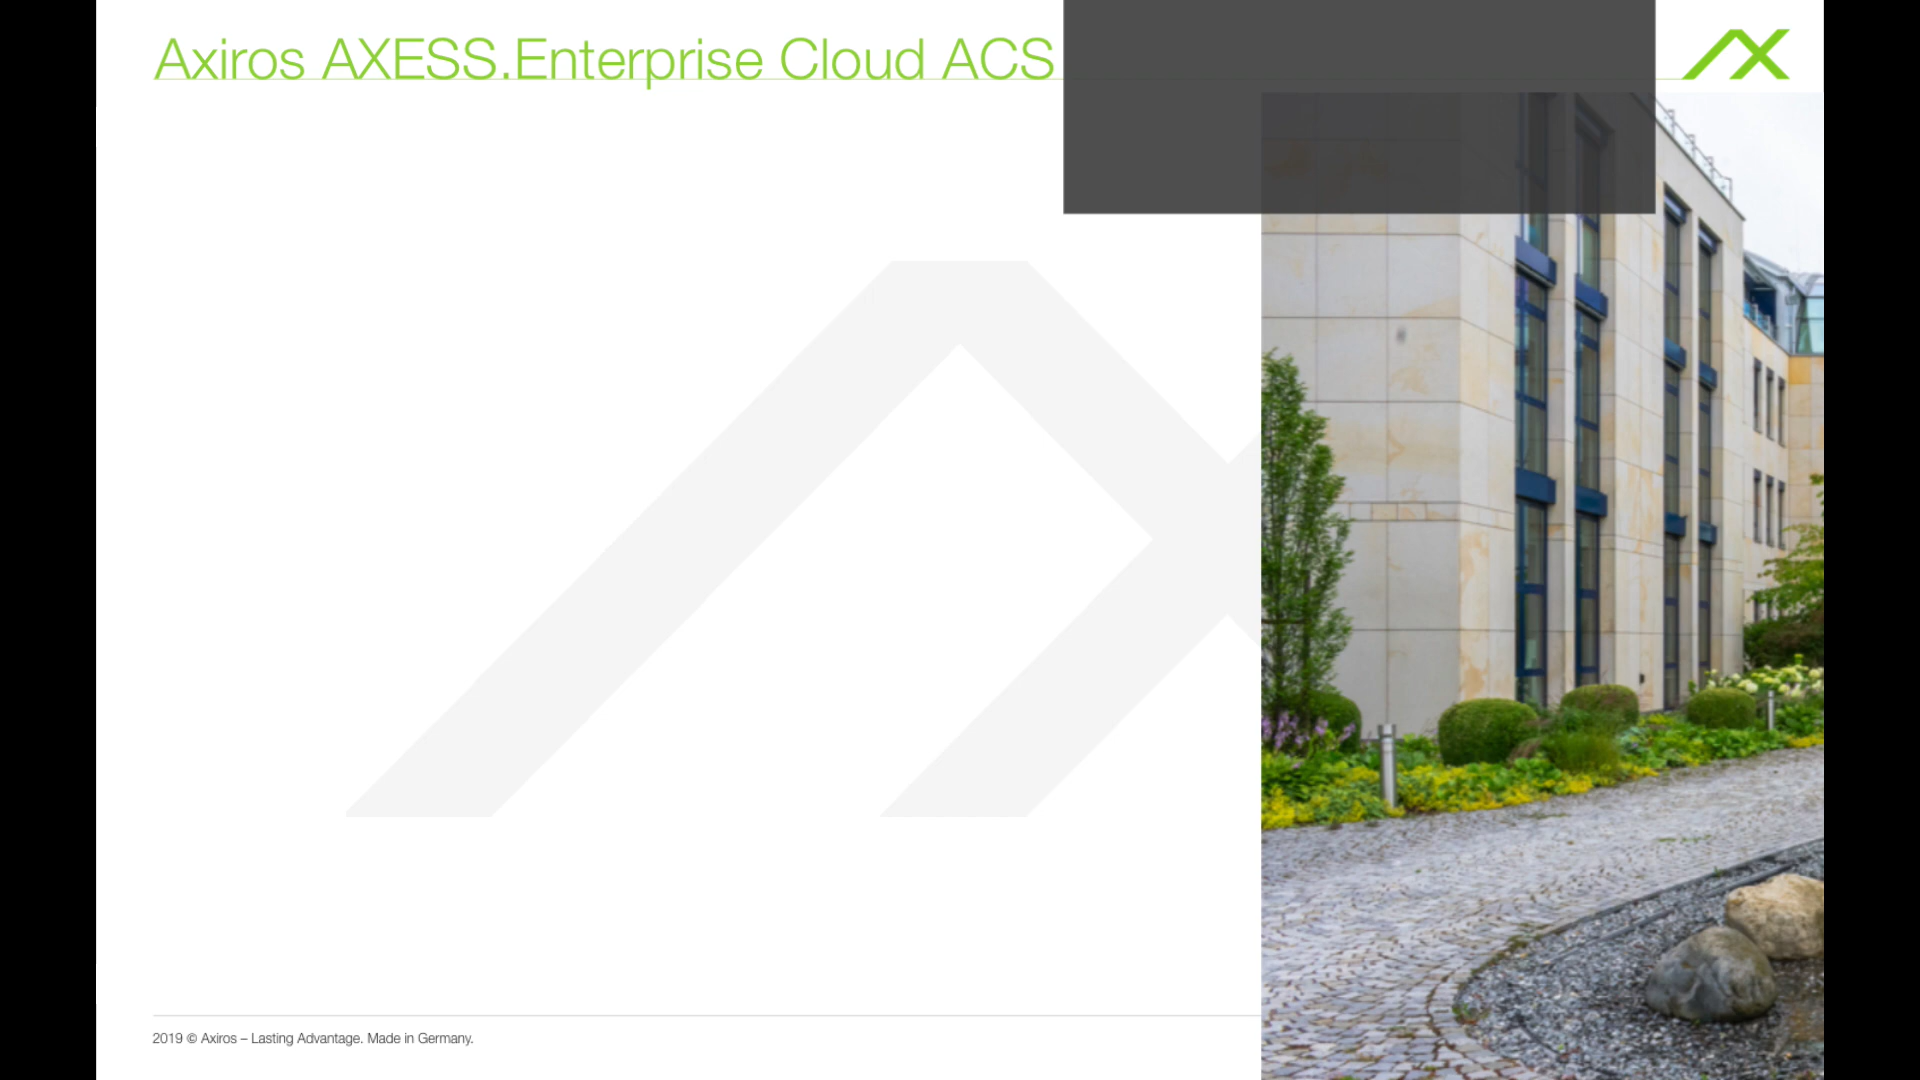 Axiros AXESS.Enterprise Cloud ACS
2019 © Axiros – Lasting Advantage. Made in Germany.